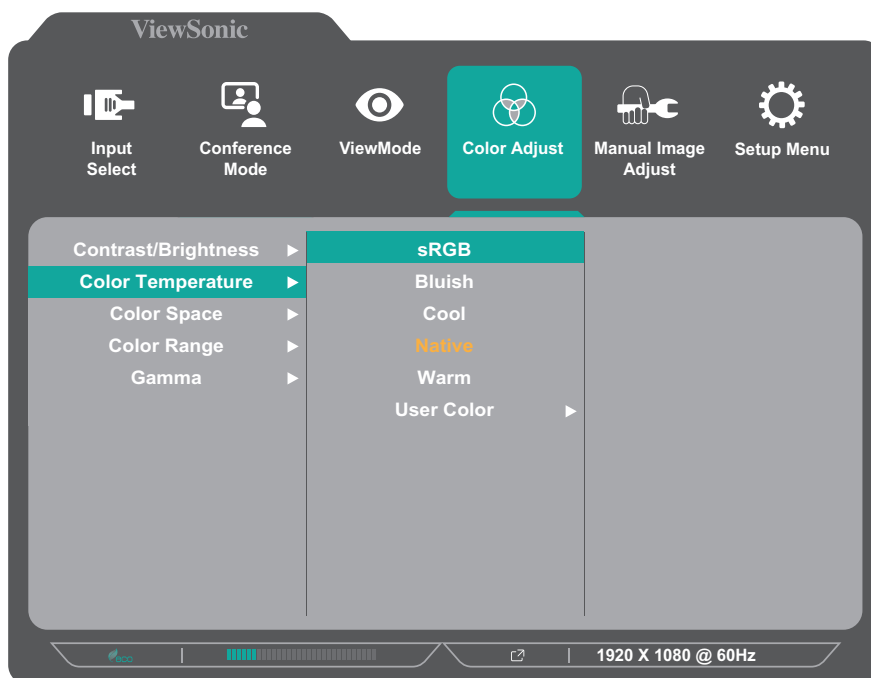 ViewSonic
Input
Select
Conference
Mode
ViewMode
Color Adjust
Manual Image
Adjust
Setup Menu
Contrast/Brightness
Color Temperature
Color Space
Color Range
Gamma
sRGB
Bluish
Cool
Native
Warm
User Color
eco
1920 X 1080 @ 60Hz